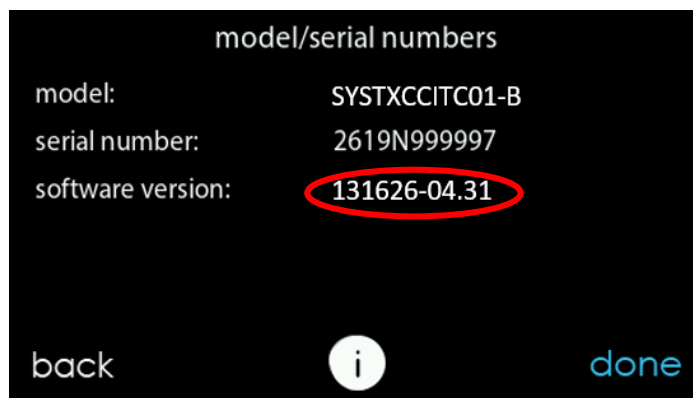 model/serial numbers
model: SYSTXCCITC01-B
serial number: 2619N999997
software version: 131626-04.31
back i done